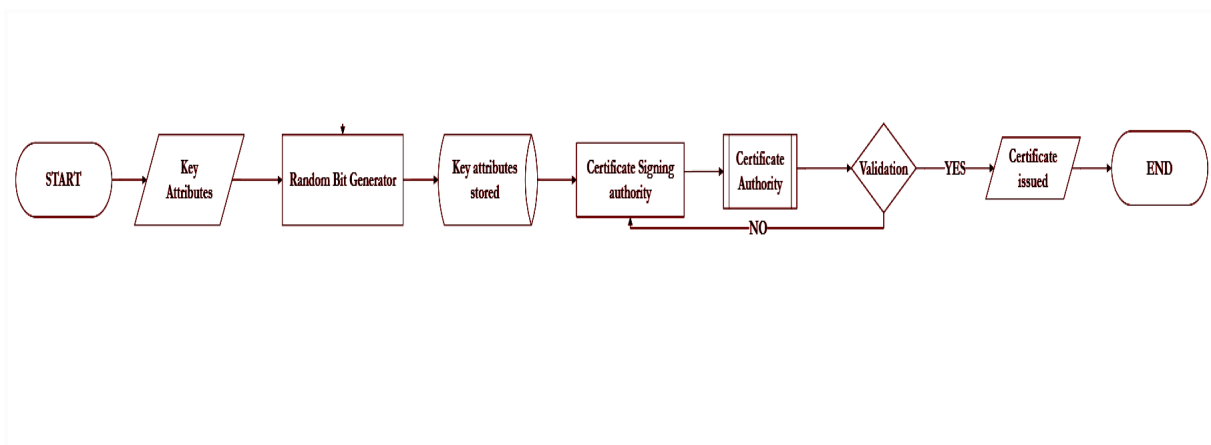 START
Key
Attributes
Random Bit Generator
Key attributes
stored
Certificate Signing
authority
Certificate
Authority
Validation
YES
NO
Certificate
issued
END